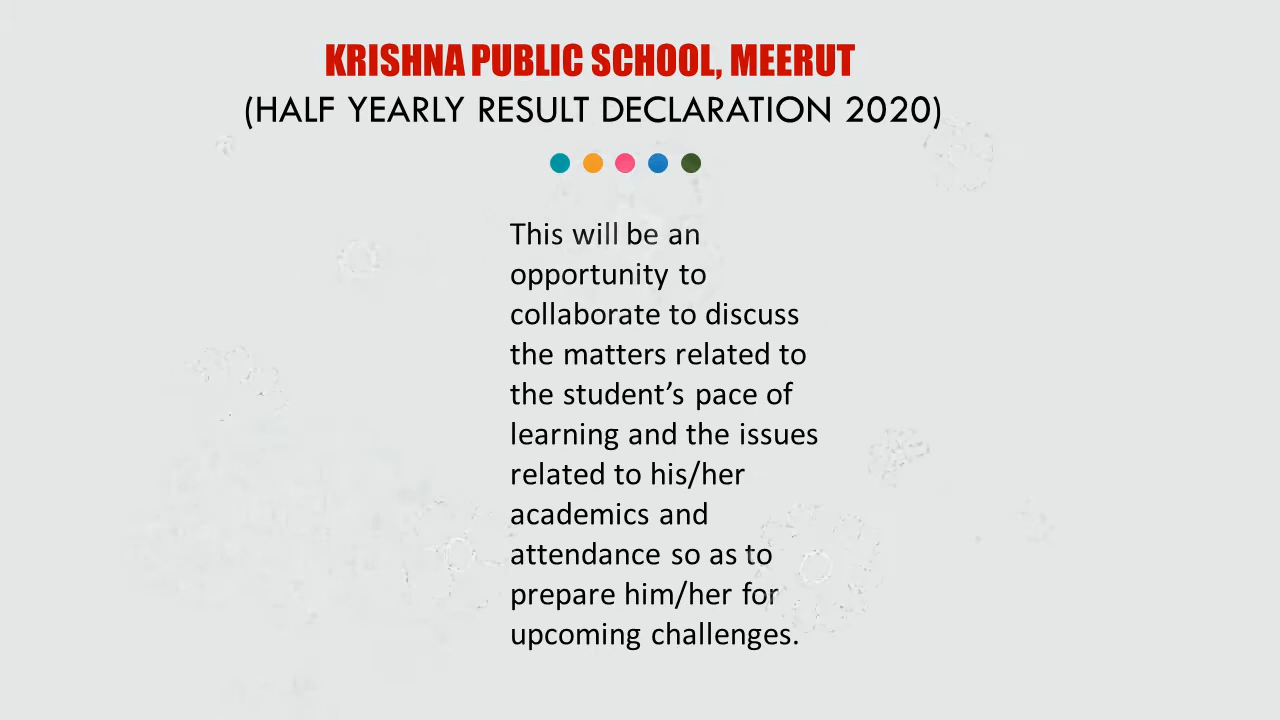 KRISHNA PUBLIC SCHOOL, MEERUT
(HALF YEARLY RESULT DECLARATION 2020)
This will be an
opportunity to
collaborate to discuss
the matters related to
the student’s pace of
learning and the issues
related to his/her
academics and
attendance so as to
prepare him/her for
upcoming challenges.